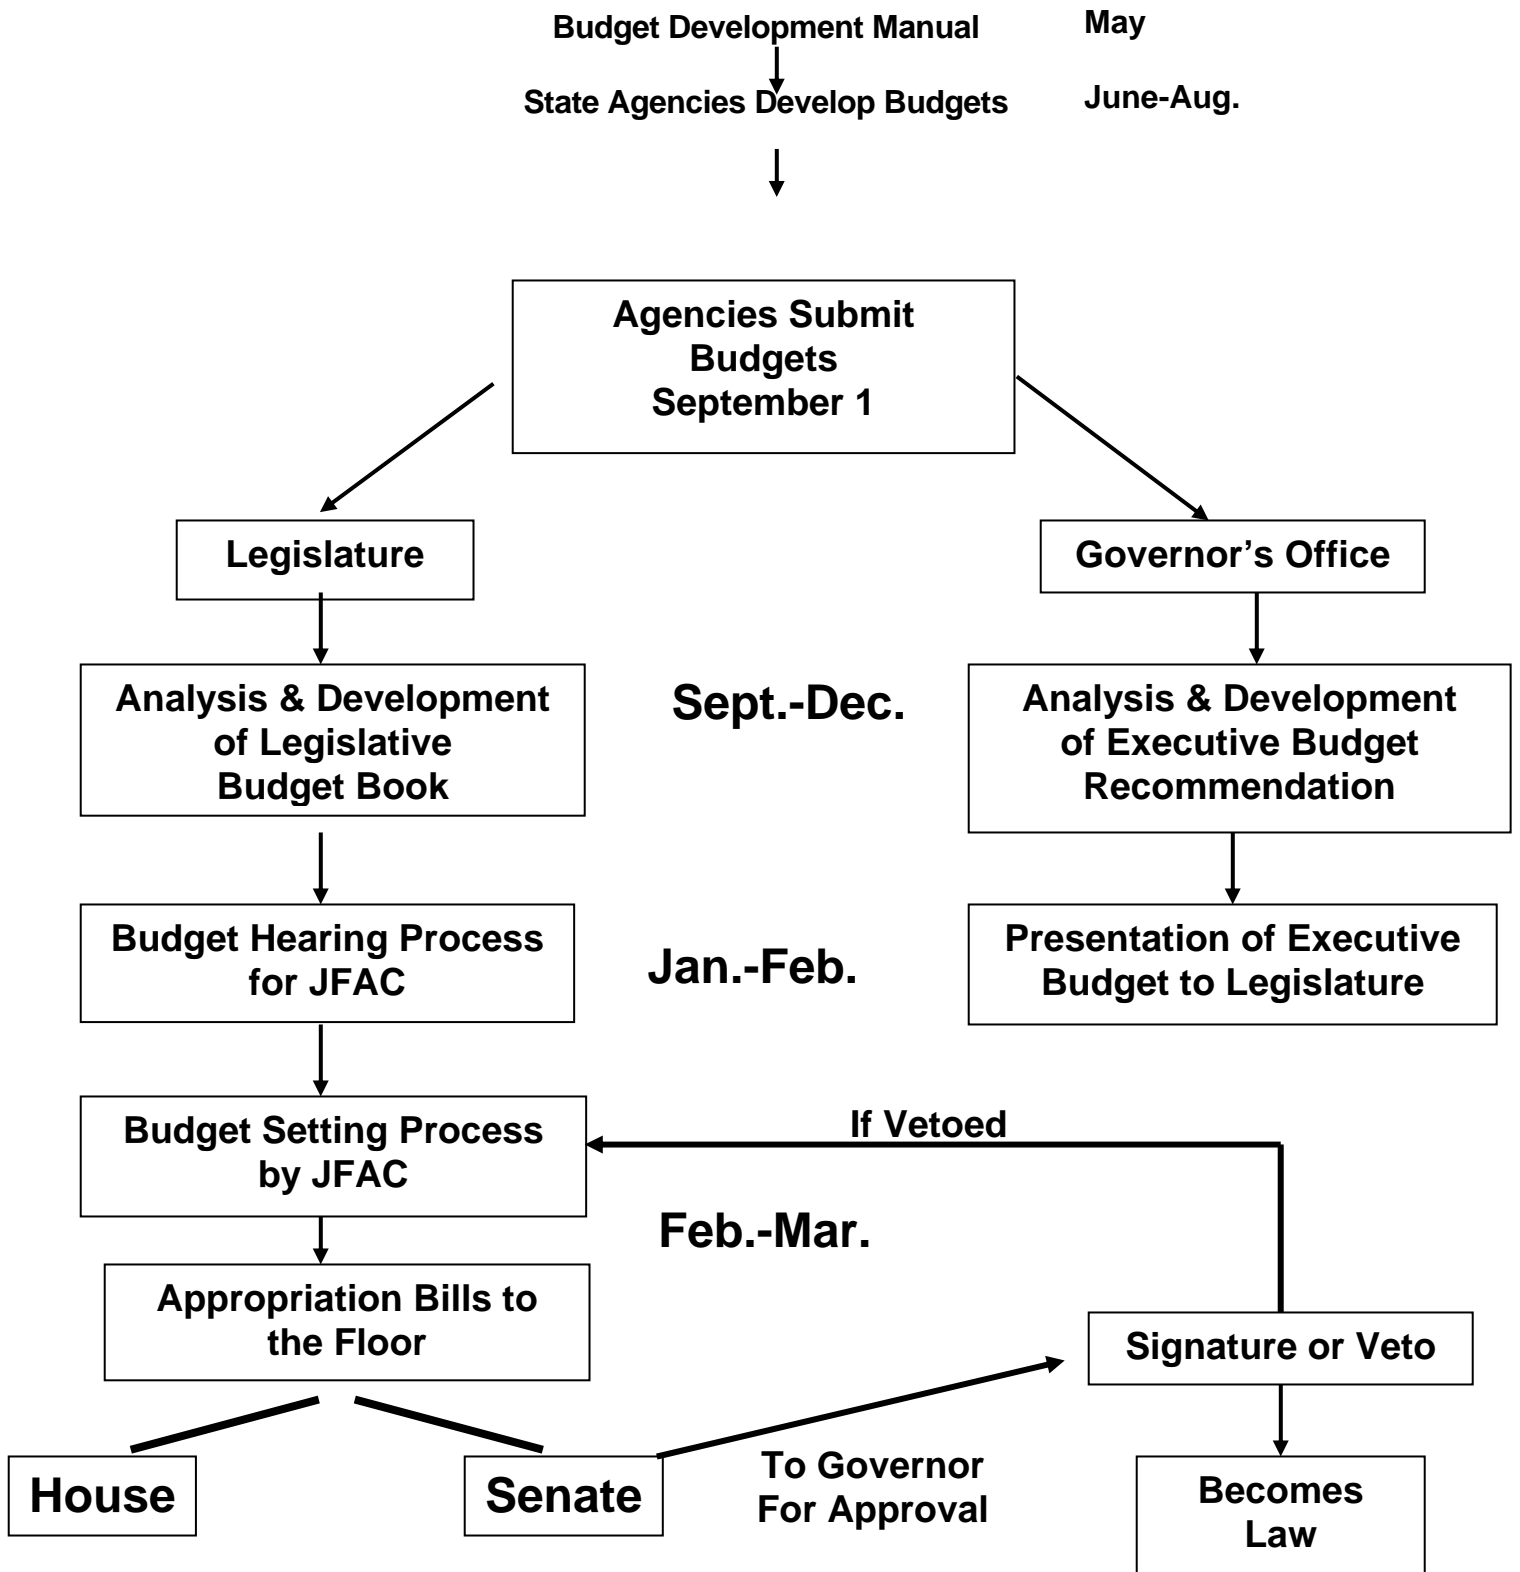 Budget Development Manual
May
State Agencies Develop Budgets
June-Aug.
Agencies Submit
Budgets
September 1
Legislature
Governor’s Office
Analysis & Development
of Legislative
Budget Book
Sept.-Dec.
Analysis & Development
of Executive Budget
Recommendation
Budget Hearing Process
for JFAC
Jan.-Feb.
Presentation of Executive
Budget to Legislature
Budget Setting Process
by JFAC
If Vetoed
Feb.-Mar.
Appropriation Bills to
the Floor
Signature or Veto
House
Senate
To Governor
For Approval
Becomes
Law